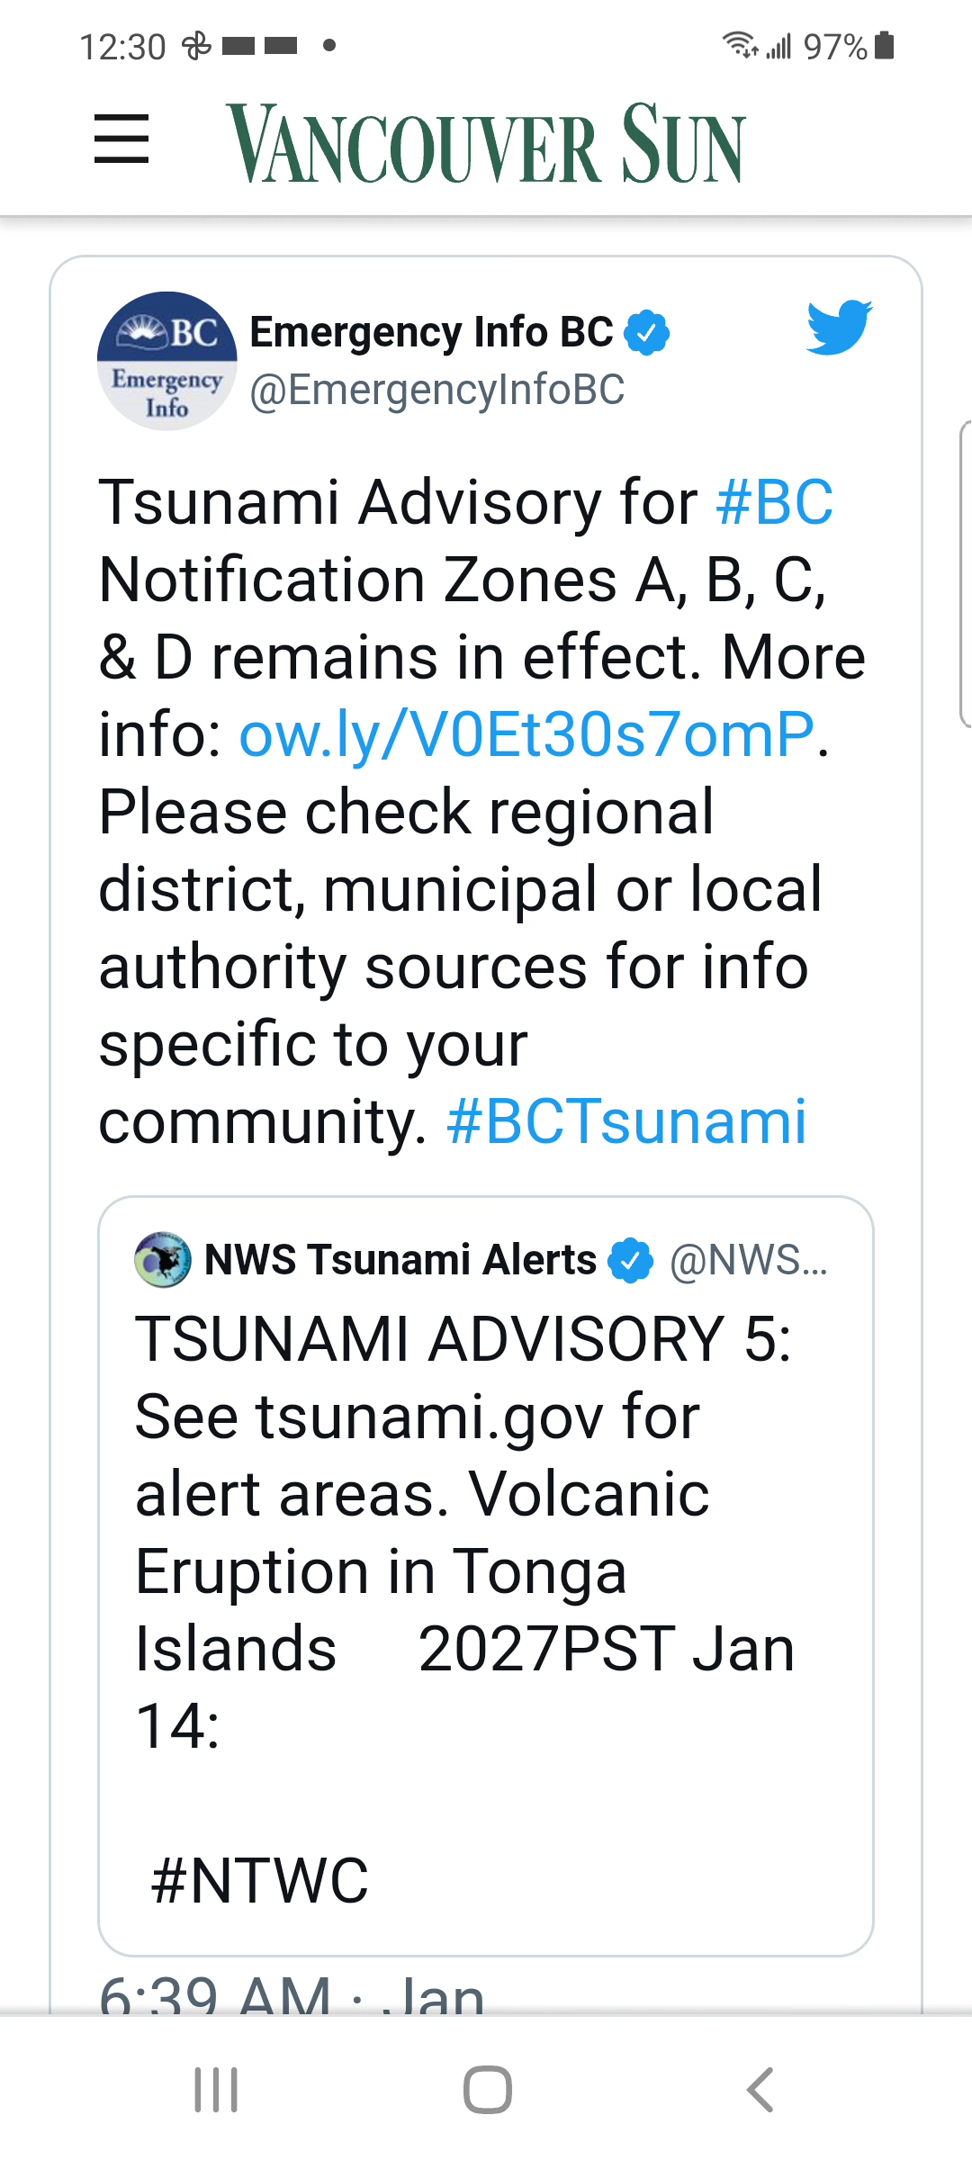 12:30 97%
VANCOUVER SUN
BC
Emergency
Info
Emergency Info BC
@EmergencyInfoBC
Tsunami Advisory for #BC
Notification Zones A, B, C,
& D remains in effect. More
info: ow.ly/V0Et30s7omP.
Please check regional
district, municipal or local
authority sources for info
specific to your
community. #BCTsunami
NWS Tsunami Alerts @NWS...
TSUNAMI ADVISORY 5:
See tsunami.gov for
alert areas. Volcanic
Eruption in Tonga
Islands 2027PST Jan
14:
#NTWC
6:39 AM · Jan